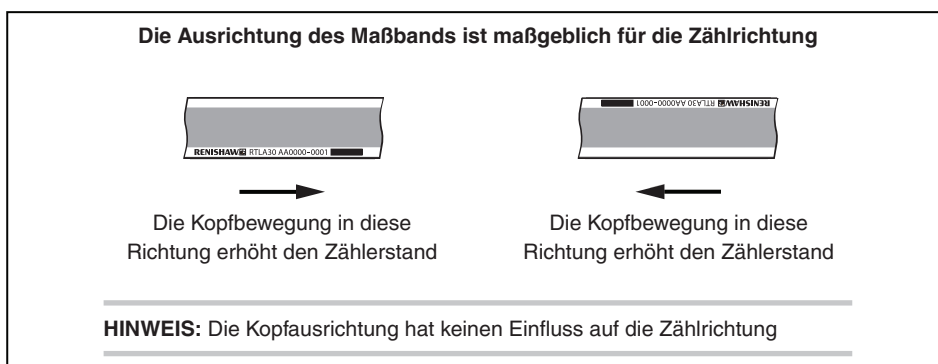 Die Ausrichtung des Maßbands ist maßgeblich für die Zählrichtung
RENISHAW RTLA30 AA0000-0001
RENISHAW RTLA30 AA0000-0001
Die Kopfbewegung in diese
Richtung erhöht den Zählerstand
Die Kopfbewegung in diese
Richtung erhöht den Zählerstand
HINWEIS: Die Kopfausrichtung hat keinen Einfluss auf die Zählrichtung